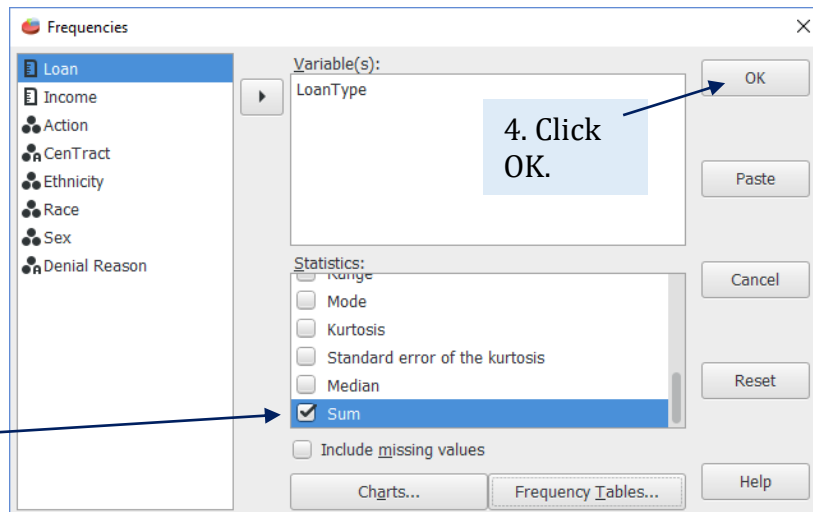 Frequencies
Variable(s):
Loan
Income
Action
CenTract
Ethnicity
Race
Sex
Denial Reason
LoanType
4. Click
OK.
OK
Paste
Cancel
Reset
Help
Statistics:
Range
Mode
Kurtosis
Standard error of the kurtosis
Median
Sum
Include missing values
Charts...
Frequency Tables...